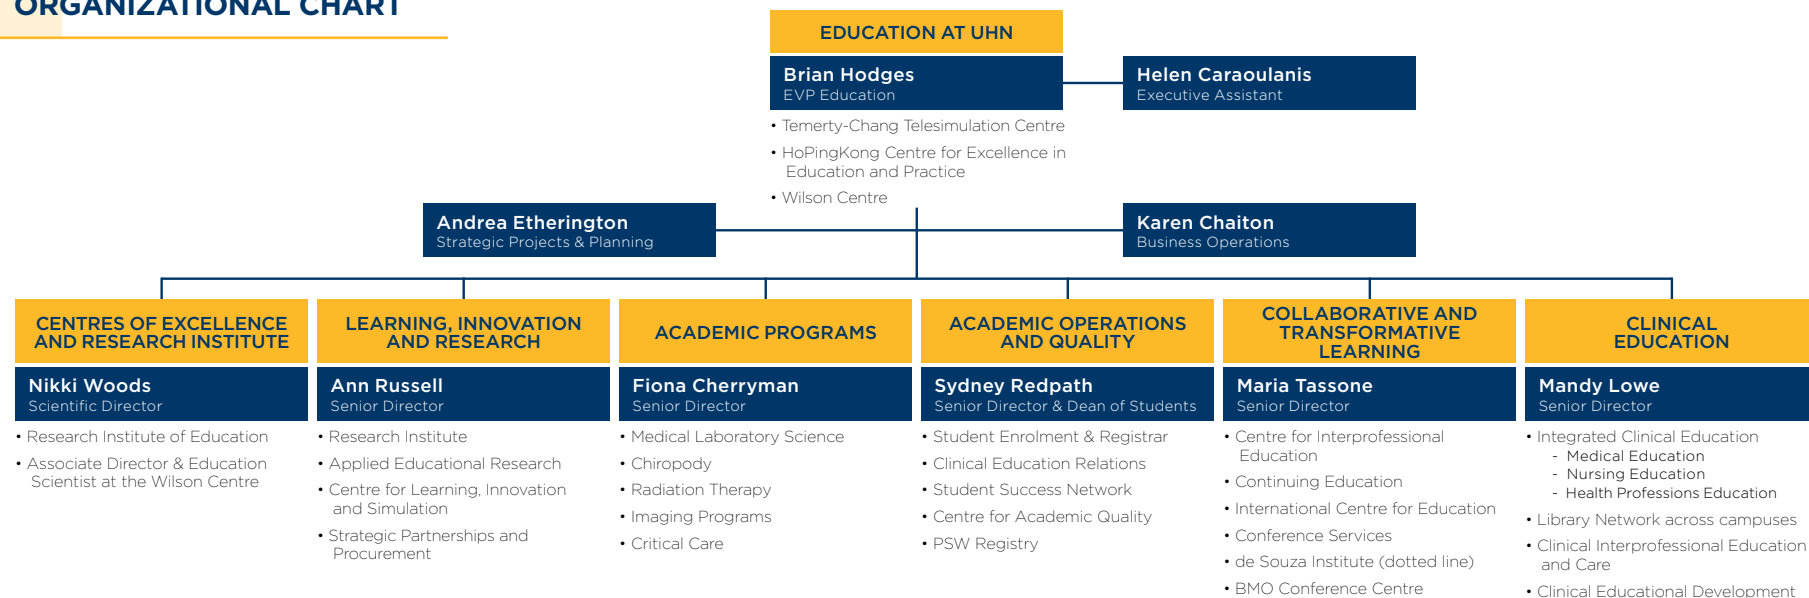 ORGANIZATIONAL CHART
EDUCATION AT UHN
Brian Hodges
EVP Education
Helen Caraoulanis
Executive Assistant
• Temerty-Chang Telesimulation Centre
• HoPingKong Centre for Excellence in
Education and Practice
• Wilson Centre
Andrea Etherington
Strategic Projects & Planning
Karen Chaiton
Business Operations
CENTRES OF EXCELLENCE
AND RESEARCH INSTITUTE
Nikki Woods
Scientific Director
• Research Institute of Education
• Associate Director & Education
Scientist at the Wilson Centre
LEARNING, INNOVATION
AND RESEARCH
Ann Russell
Senior Director
• Research Institute
• Applied Educational Research
• Centre for Learning, Innovation
and Simulation
• Strategic Partnerships and
Procurement
ACADEMIC PROGRAMS
Fiona Cherryman
Senior Director
• Medical Laboratory Science
• Chiropody
• Radiation Therapy
• Imaging Programs
• Critical Care
ACADEMIC OPERATIONS
AND QUALITY
Sydney Redpath
Senior Director & Dean of Students
• Student Enrolment & Registrar
• Clinical Education Relations
• Student Success Network
• Centre for Academic Quality
• PSW Registry
COLLABORATIVE AND
TRANSFORMATIVE
LEARNING
Maria Tassone
Senior Director
• Centre for Interprofessional
Education
• Continuing Education
• International Centre for Education
• Conference Services
• de Souza Institute (dotted line)
• BMO Conference Centre
CLINICAL
EDUCATION
Mandy Lowe
Senior Director
• Integrated Clinical Education
- Medical Education
- Nursing Education
- Health Professions Education
• Library Network across campuses
• Clinical Interprofessional Education
and Care
• Clinical Educational Development